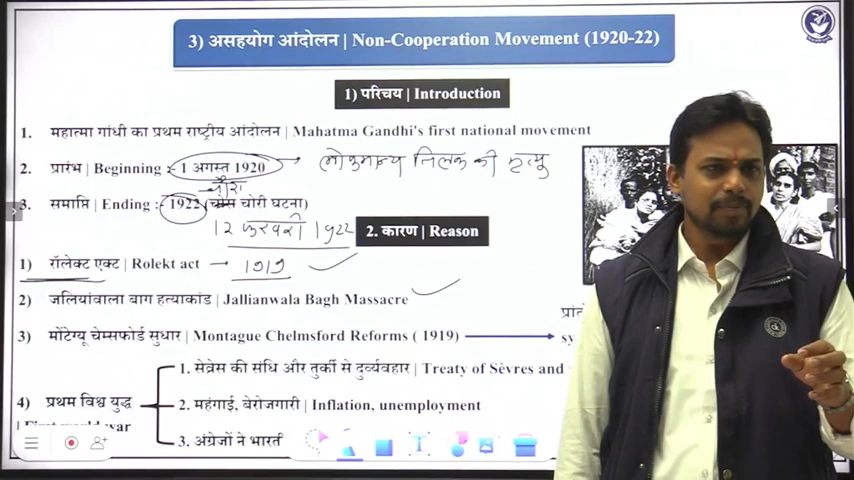 3) असहयोग आंदोलन | Non-Cooperation Movement (1920-22)
1) परिचय | Introduction
1. महात्मा गांधी का प्रथम राष्ट्रीय आंदोलन | Mahatma Gandhi's first national movement
2. प्रारंभ | Beginning :- 1 अगस्त 1920 → लोकमान्य तिलक की मृत्यु
चौरा
3. समाप्ति | Ending :- 1922 (चौरा चोरी घटना)
12 फरवरी 1922
2. कारण | Reason
1) रॉलेक्ट एक्ट | Rolekt act → 1919
2) जलियांवाला बाग हत्याकांड | Jallianwala Bagh Massacre
3) मोंटेग्यू चेम्सफोर्ड सुधार | Montague Chelmsford Reforms ( 1919)
4) प्रथम विश्व युद्ध
1. सेव्रेस की संधि और तुर्की से दुर्व्यवहार | Treaty of Sèvres and
2. महंगाई, बेरोजगारी | Inflation, unemployment
3. अंग्रेजों ने